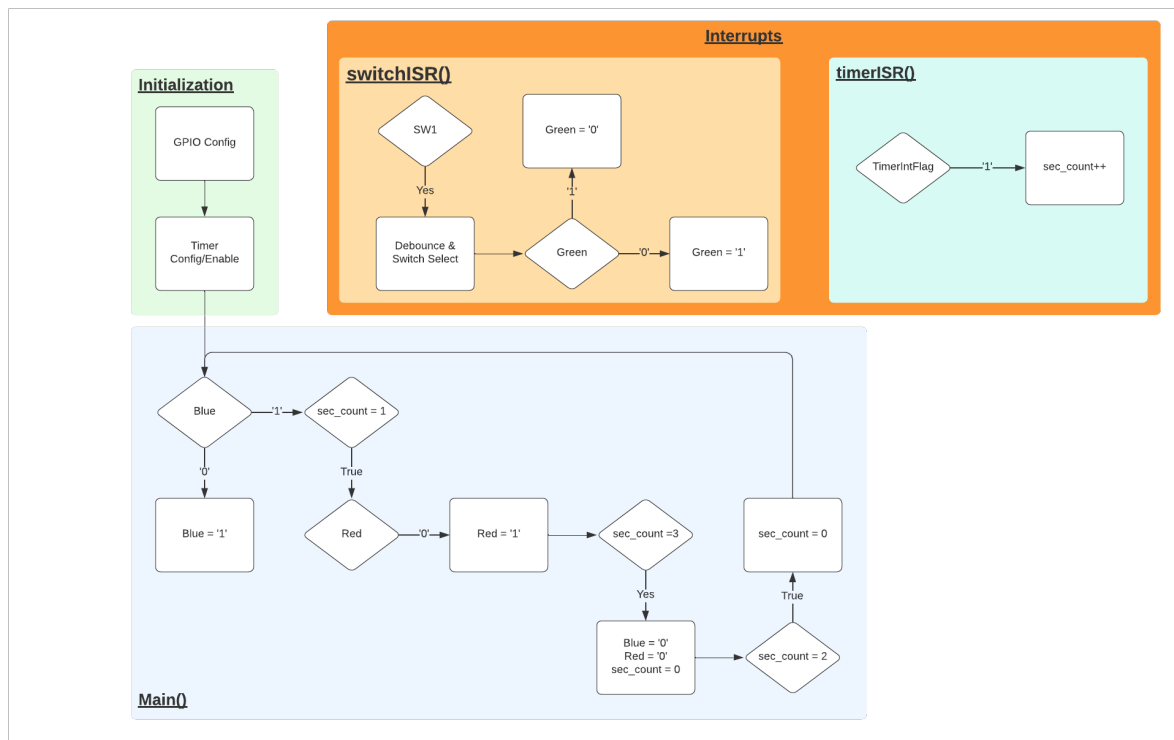 Interrupts
Initialization
GPIO Config
Timer
Config/Enable
switchISR()
SW1
Yes
Debounce &
Switch Select
Green
'1'
Green = '0'
'0'
Green = '1'
timerISR()
TimerIntFlag
'1'
sec_count++
Blue
'1'
sec_count = 1
'0'
Blue = '1'
True
Red
'0'
Red = '1'
sec_count =3
Yes
Blue = '0'
Red = '0'
sec_count = 0
sec_count = 2
True
sec_count = 0
Main()